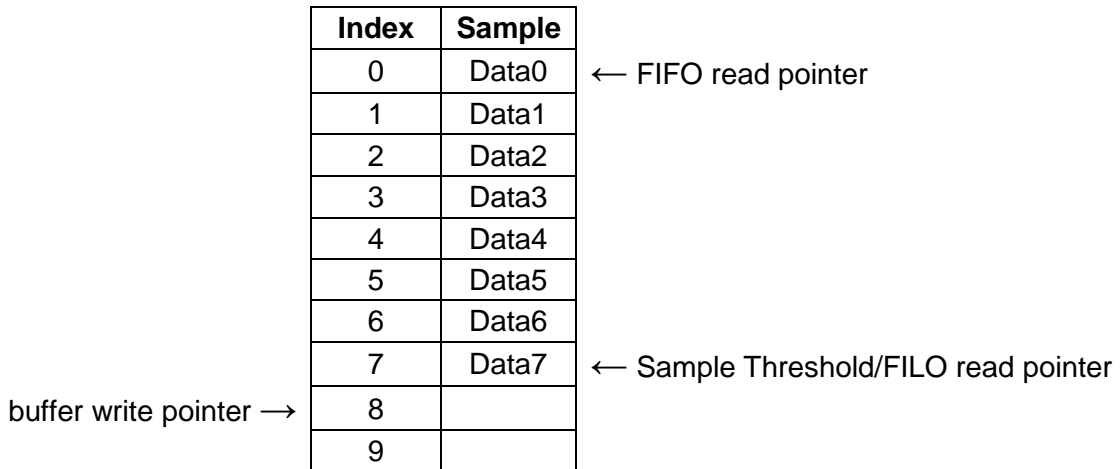 Index Sample
0 Data0 ← FIFO read pointer
1 Data1
2 Data2
3 Data3
4 Data4
5 Data5
6 Data6
7 Data7 ← Sample Threshold/FILO read pointer
buffer write pointer → 8
9